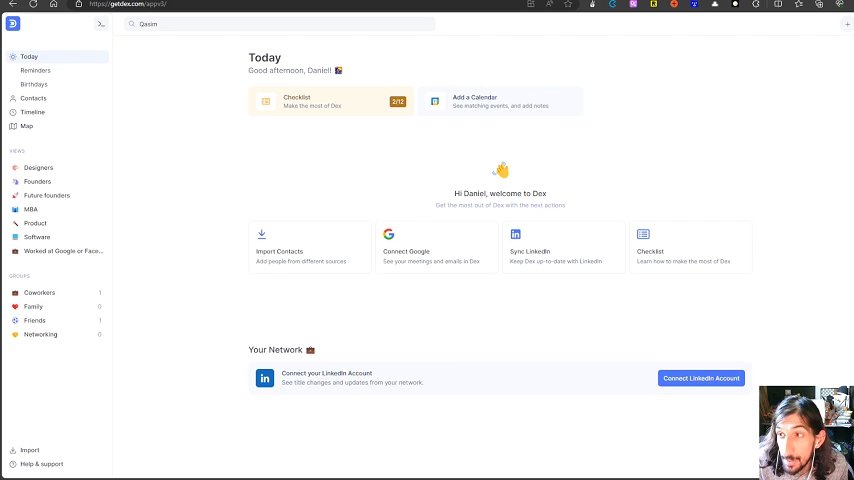 https://getdex.com/appv3/
Qasim
Today
Reminders
Birthdays
Contacts
Timeline
Map
VIEWS
Designers
Founders
Future founders
MBA
Product
Software
Worked at Google or Face...
GROUPS
Coworkers 1
Family 0
Friends 1
Networking 0
Import
Help & support
Today
Good afternoon, Daniel!
Checklist
Make the most of Dex
2/12
Add a Calendar
See matching events, and add notes
Hi Daniel, welcome to Dex
Get the most out of Dex with the next actions
Import Contacts
Add people from different sources
Connect Google
See your meetings and emails in Dex
Sync LinkedIn
Keep Dex up-to-date with LinkedIn
Checklist
Learn how to make the most of Dex
Your Network
Connect your LinkedIn Account
See title changes and updates from your network.
Connect LinkedIn Account